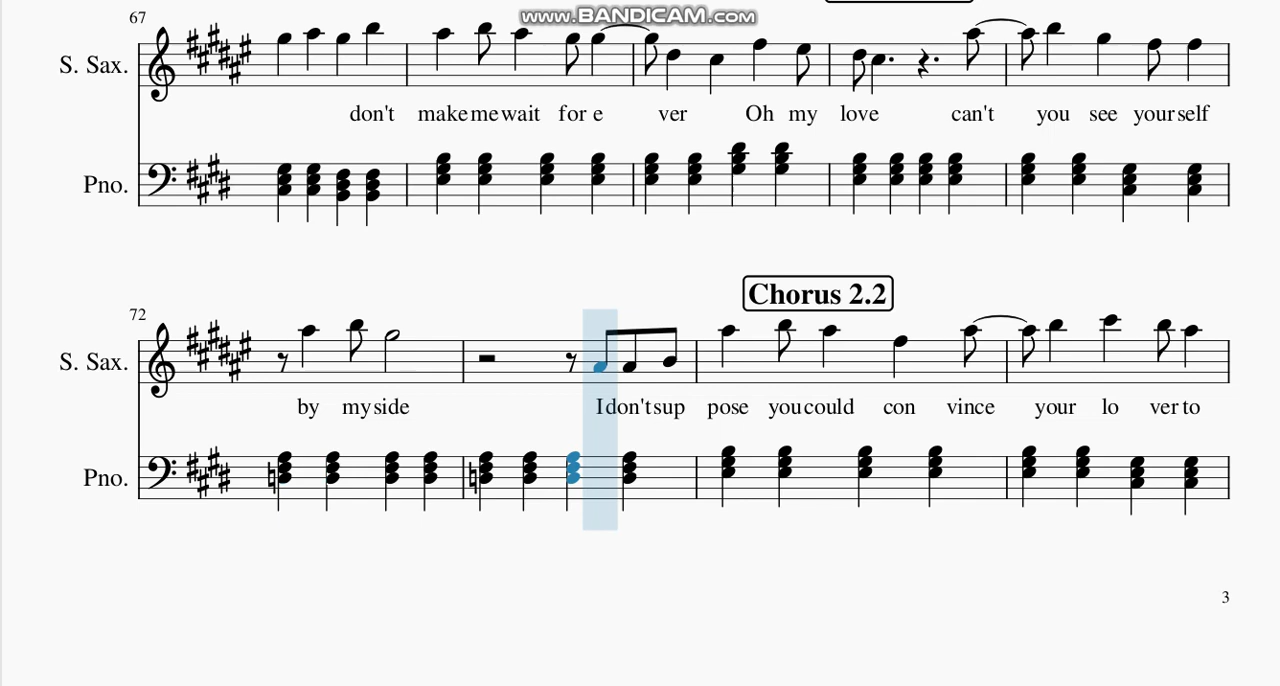 www.BANDICAM.com
67
S. Sax.
don't make me wait for e ver Oh my love can't you see your self
Pno.
Chorus 2.2
72
S. Sax.
by my side I don't sup pose you could con vince your lo ver to
Pno.
3